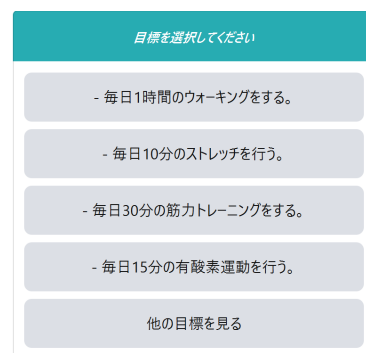 目標を選択してください
- 毎日1時間のウォーキングをする。
- 毎日10分のストレッチを行う。
- 毎日30分の筋力トレーニングをする。
- 毎日15分の有酸素運動を行う。
他の目標を見る